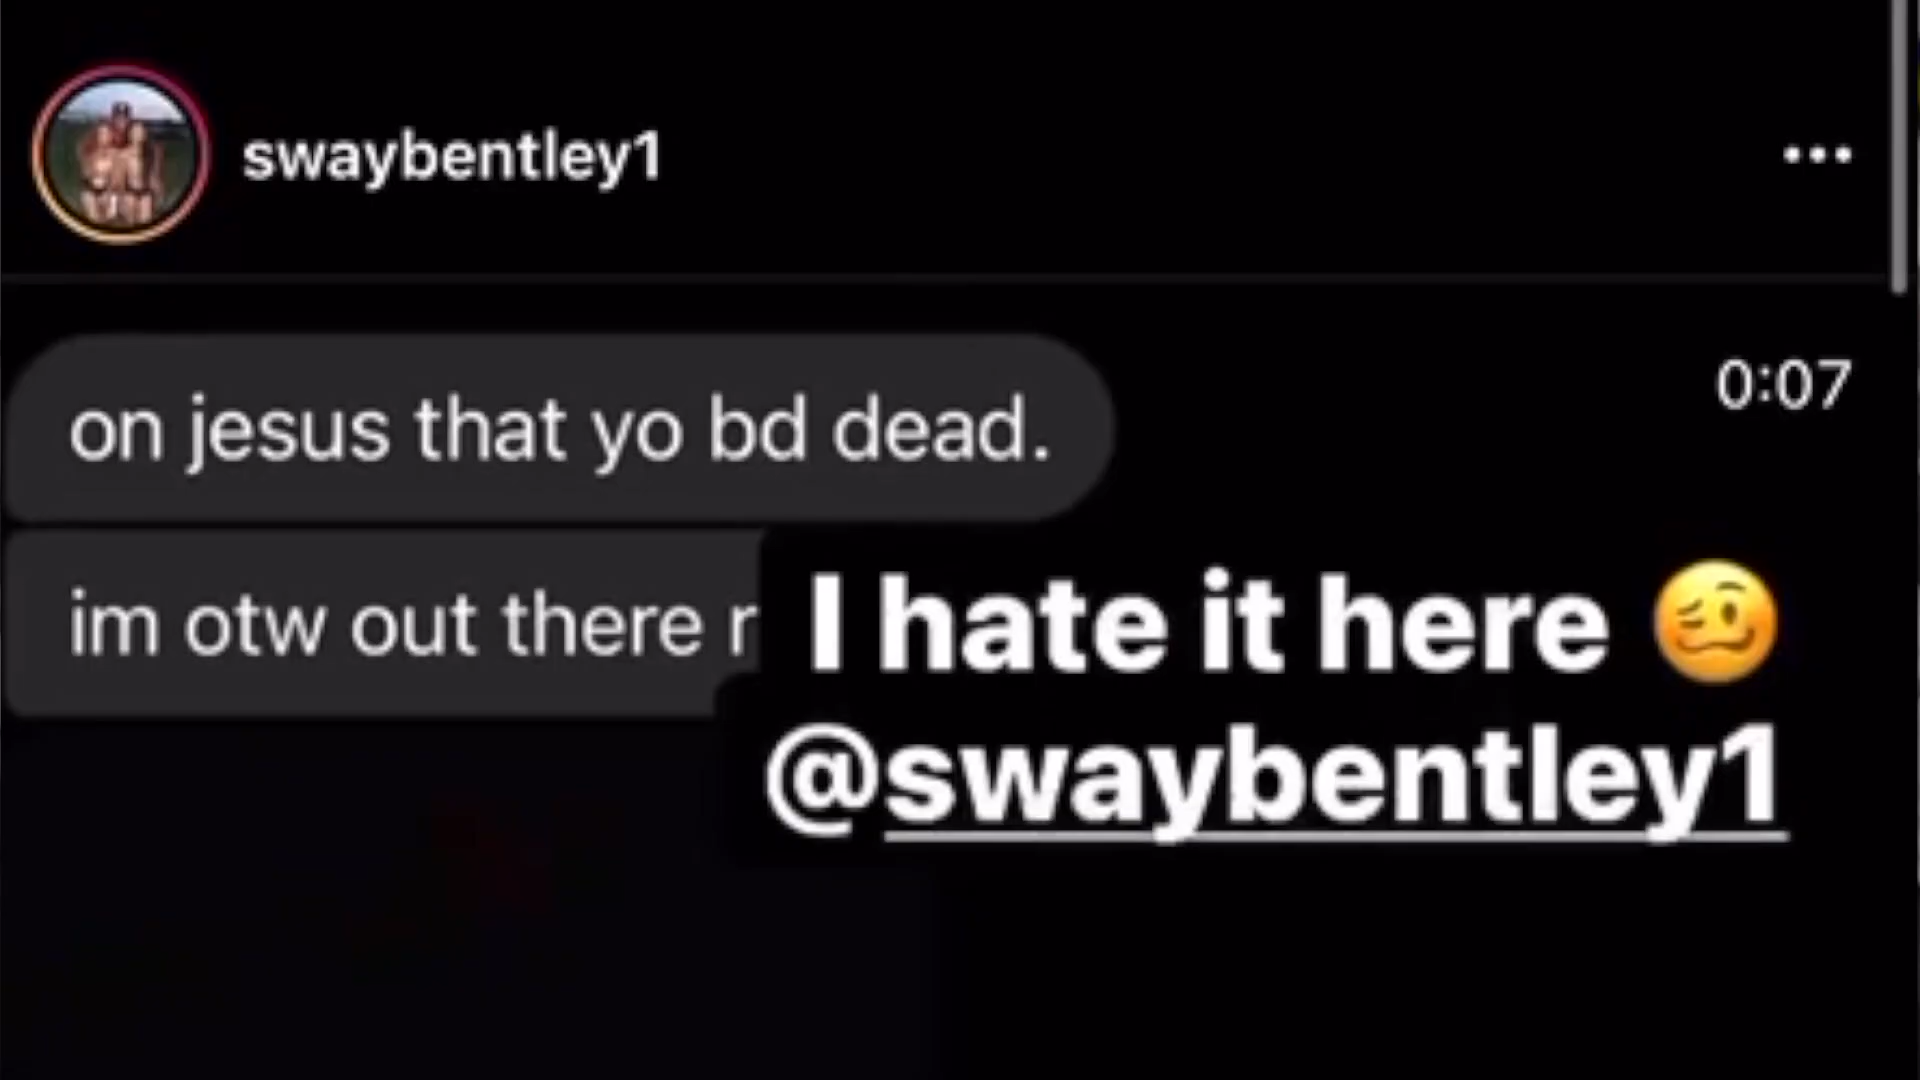 swaybentley1
0:07
on jesus that yo bd dead.
im otw out there
I hate it here 🥴
@swaybentley1